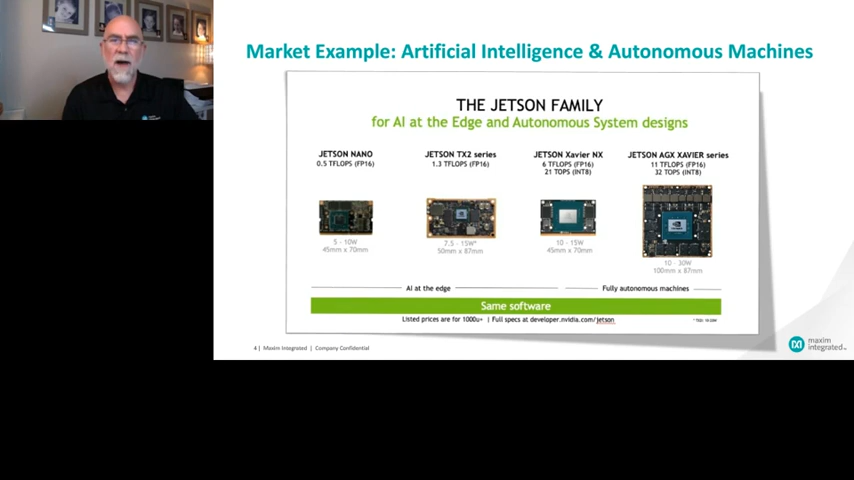 Market Example: Artificial Intelligence & Autonomous Machines
THE JETSON FAMILY
for AI at the Edge and Autonomous System designs
JETSON NANO
0.5 TFLOPS (FP16)
5 - 10W
45mm x 70mm
JETSON TX2 series
1.3 TFLOPS (FP16)
7.5 - 15W*
50mm x 87mm
JETSON Xavier NX
6 TFLOPS (FP16)
21 TOPS (INT8)
10 - 15W
45mm x 70mm
JETSON AGX XAVIER series
11 TFLOPS (FP16)
32 TOPS (INT8)
10 - 30W
100mm x 87mm
AI at the edge
Fully autonomous machines
Same software
Listed prices are for 1000u+ | Full specs at developer.nvidia.com/jetson
4 | Maxim Integrated | Company Confidential
maxim
integrated